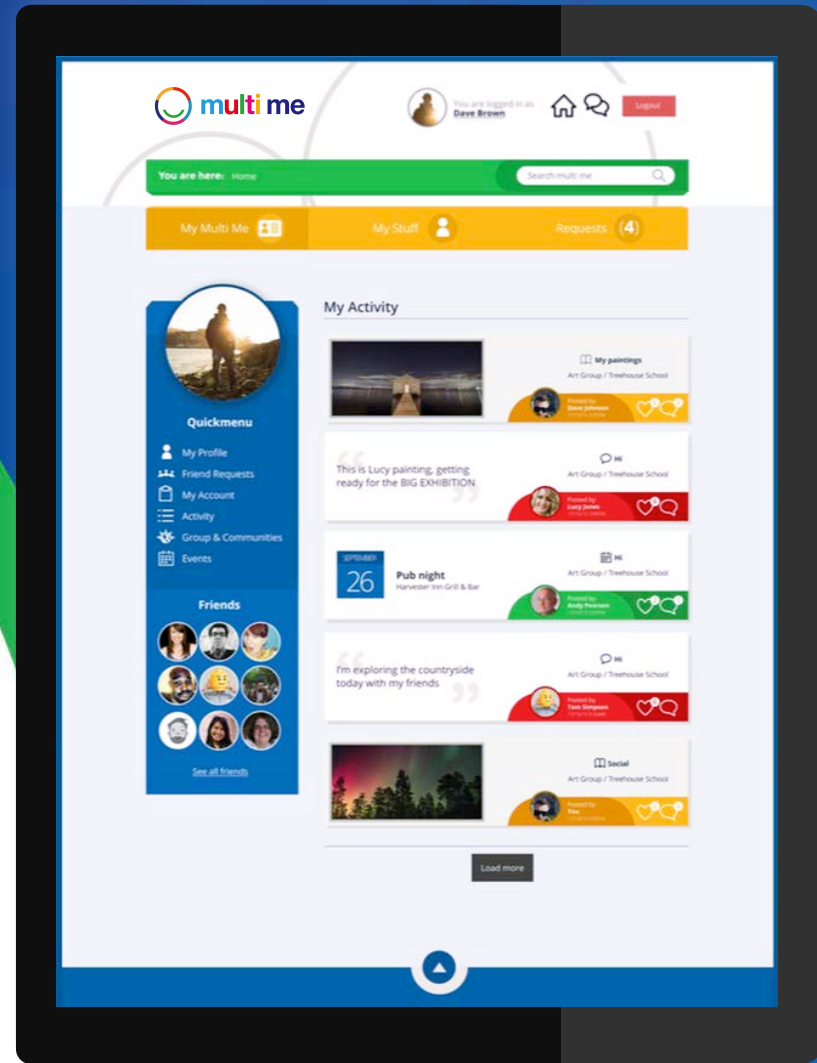 multi me
You are logged in as
Dave Brown
Logout
You are here: Home
Search multi me
My Multi Me
My Stuff
Requests (4)
Quickmenu
My Profile
Friend Requests
My Account
Activity
Group & Communities
Events
Friends
See all friends
My Activity
My paintings
Art Group / Treehouse School
Posted by
Dave Johnson
This is Lucy painting, getting
ready for the BIG EXHIBITION
Hi
Art Group / Treehouse School
Posted by
Lucy Jones
SEPTEMBER
26
Pub night
Harvester Inn Grill & Bar
Hi
Art Group / Treehouse School
Posted by
Andy Pearson
I'm exploring the countryside
today with my friends
Hi
Art Group / Treehouse School
Posted by
Tom Simpson
Social
Art Group / Treehouse School
Posted by
You
Load more